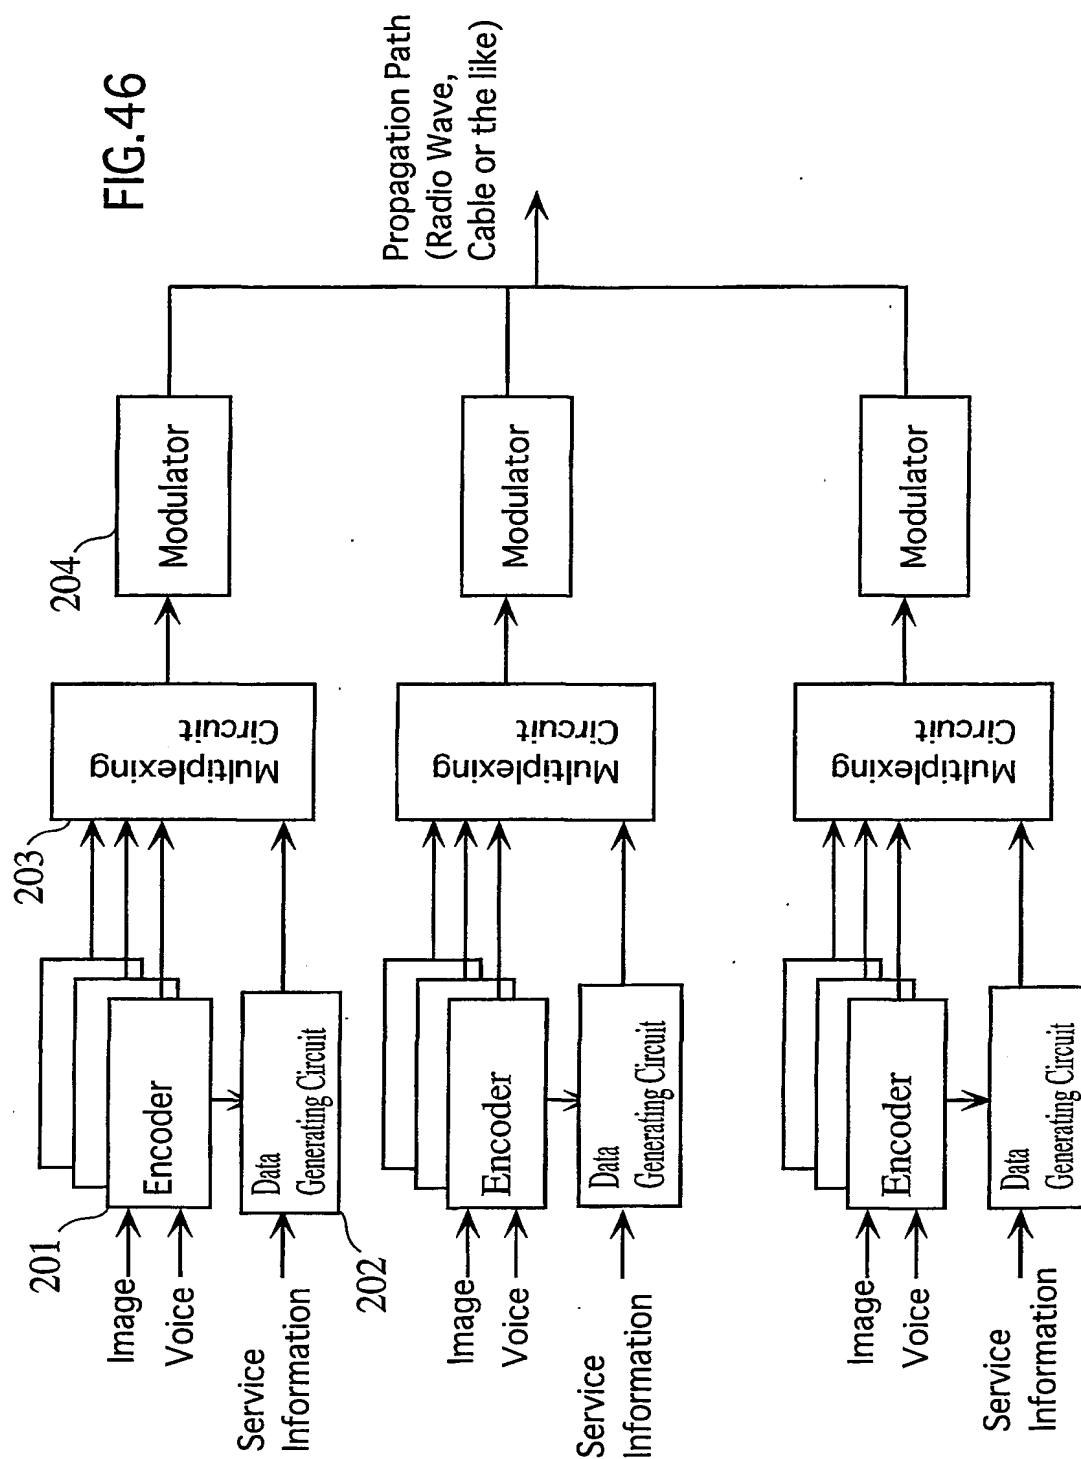 FIG.46
201
Image
Voice
Encoder
Service
Information
202
Data
Generating Circuit
203
Multiplexing
Circuit
204
Modulator
Image
Voice
Encoder
Service
Information
Data
Generating Circuit
Multiplexing
Circuit
Modulator
Propagation Path
(Radio Wave,
Cable or the like)
Image
Voice
Encoder
Service
Information
Data
Generating Circuit
Multiplexing
Circuit
Modulator